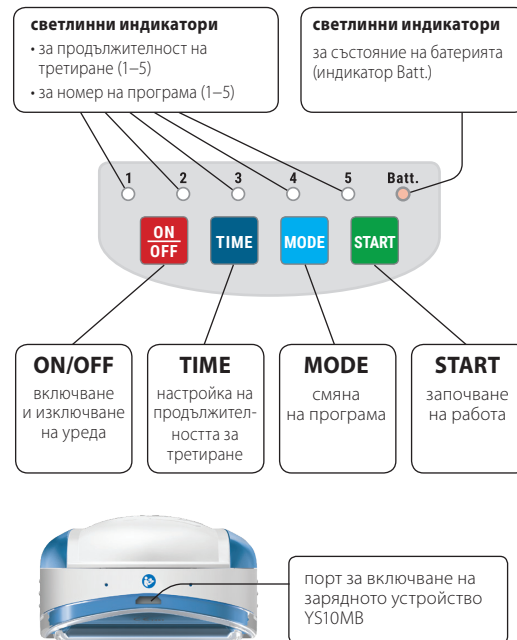 светлинни индикатори
• за продължителност на
третиране (1–5)
• за номер на програма (1–5)
светлинни индикатори
за състояние на батерията
(индикатор Batt.)
1 2 3 4 5 Batt.
ON
OFF
TIME
MODE
START
ON/OFF
включване
и изключване
на уреда
TIME
настройка на
продължител-
ността за
третиране
MODE
смяна
на програма
START
започване
на работа
порт за включване на
зарядното устройство
YS10MB